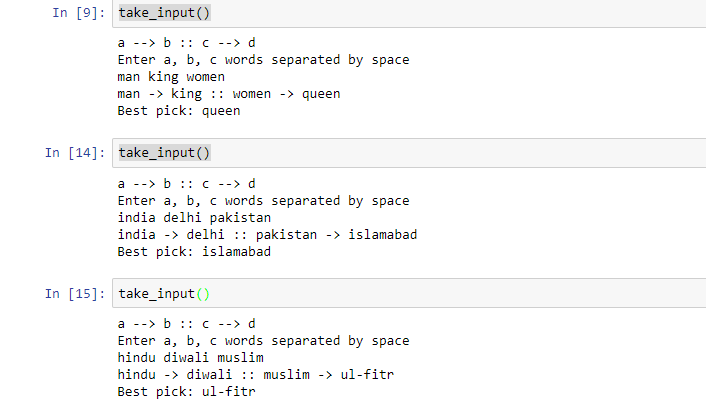 In [9]: take_input()
a --> b :: c --> d
Enter a, b, c words separated by space
man king women
man -> king :: women -> queen
Best pick: queen
In [14]: take_input()
a --> b :: c --> d
Enter a, b, c words separated by space
india delhi pakistan
india -> delhi :: pakistan -> islamabad
Best pick: islamabad
In [15]: take_input()
a --> b :: c --> d
Enter a, b, c words separated by space
hindu diwali muslim
hindu -> diwali :: muslim -> ul-fitr
Best pick: ul-fitr